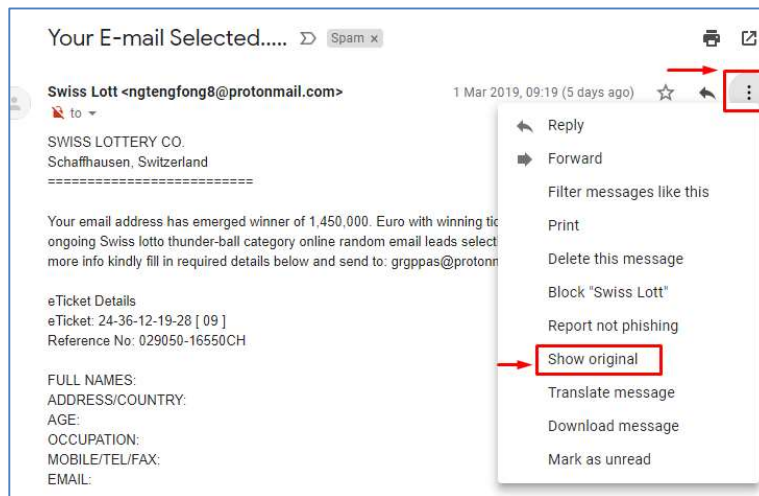 Your E-mail Selected..... Spam x
Swiss Lott <ngtengfong8@protonmail.com> 1 Mar 2019, 09:19 (5 days ago)
to
SWISS LOTTERY CO.
Schaffhausen, Switzerland
===========================
Your email address has emerged winner of 1,450,000. Euro with winning
ongoing Swiss lotto thunder-ball category online random email leads
more info kindly fill in required details below and send to:
eTicket Details
eTicket: 24-36-12-19-28 [ 09 ]
Reference No: 029050-16550CH
FULL NAMES:
ADDRESS/COUNTRY:
AGE:
OCCUPATION:
MOBILE/TEL/FAX:
EMAIL:
Reply
Forward
Filter messages like this
Print
Delete this message
Block "Swiss Lott"
Report not phishing
Show original
Translate message
Download message
Mark as unread